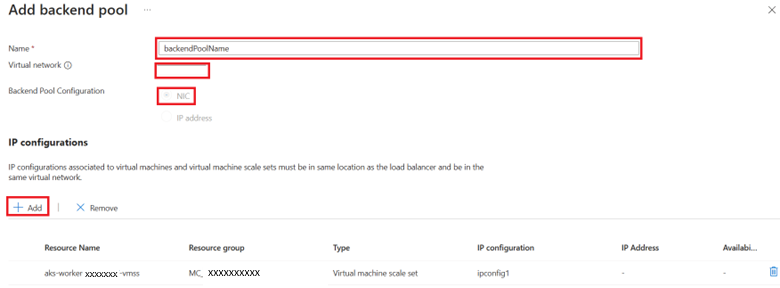 Add backend pool ...
Name * backendPoolName
Virtual network
Backend Pool Configuration NIC
IP address
IP configurations
IP configurations associated to virtual machines and virtual machine scale sets must be in same location as the load balancer and be in the
same virtual network.
+ Add | × Remove
Resource Name Resource group Type IP configuration IP Address Availabi...
aks-worker xxxxxxx -vmss MC_ XXXXXXXXXX Virtual machine scale set ipconfig1 - -